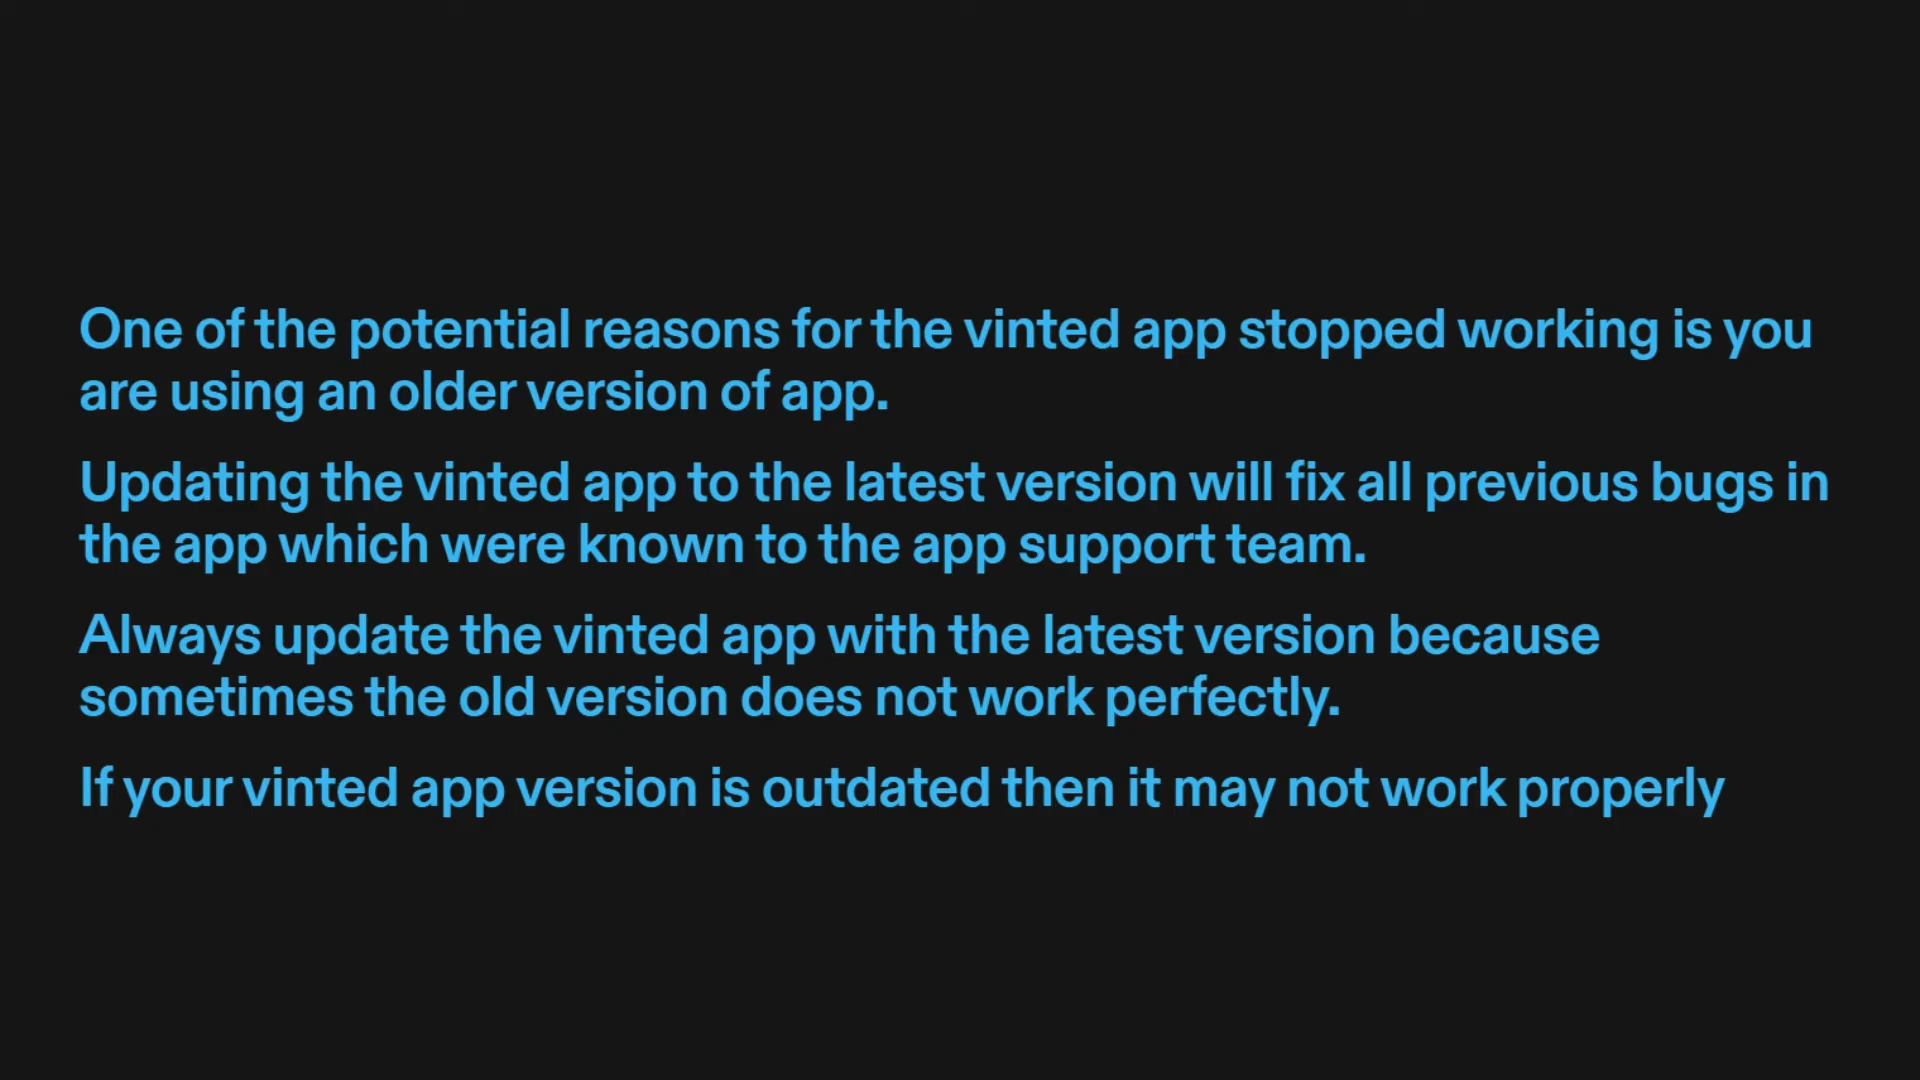 One of the potential reasons for the vinted app stopped working is you
are using an older version of app.
Updating the vinted app to the latest version will fix all previous bugs in
the app which were known to the app support team.
Always update the vinted app with the latest version because
sometimes the old version does not work perfectly.
If your vinted app version is outdated then it may not work properly